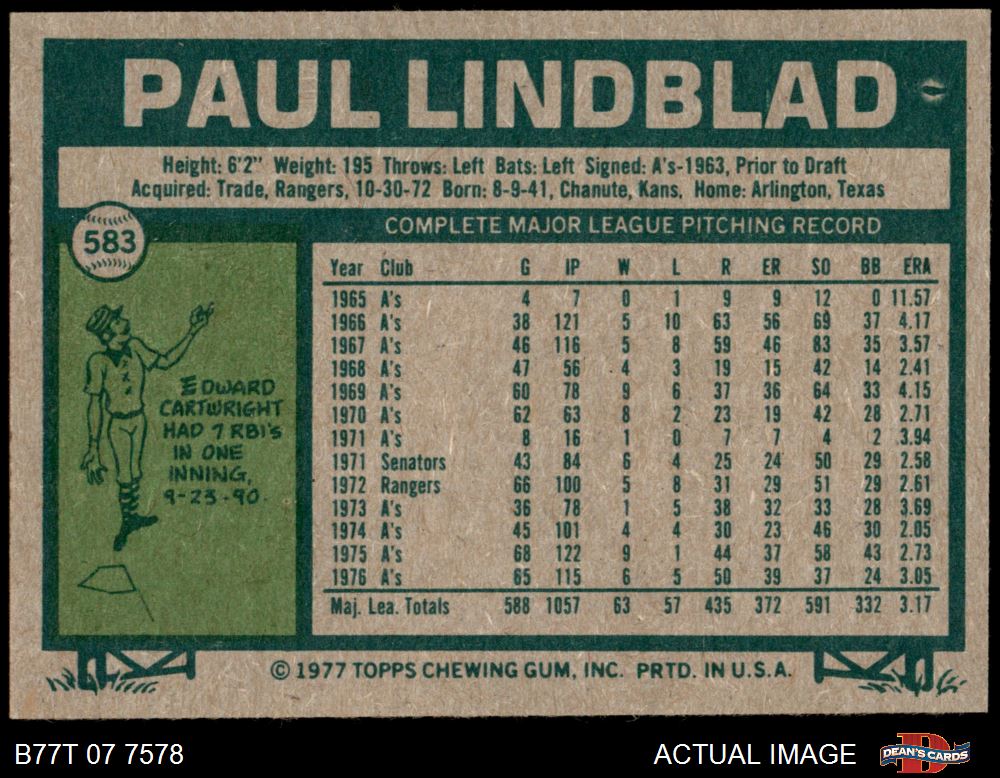 PAUL LINDBLAD
Height: 6'2" Weight: 195 Throws: Left Bats: Left Signed: A's-1963, Prior to Draft
Acquired: Trade, Rangers, 10-30-72 Born: 8-9-41, Chanute, Kans. Home: Arlington, Texas
583
COMPLETE MAJOR LEAGUE PITCHING RECORD
Year Club G IP W L R ER SO BB ERA
1965 A's 4 7 0 1 9 9 12 0 11.57
1966 A's 38 121 5 10 63 56 69 37 4.17
1967 A's 46 116 5 8 59 46 83 35 3.57
1968 A's 47 56 4 3 19 15 42 14 2.41
1969 A's 60 78 9 6 37 36 64 33 4.15
1970 A's 62 63 8 2 23 19 42 28 2.71
1971 A's 8 16 1 0 7 7 4 2 3.94
1971 Senators 43 84 6 4 25 24 50 29 2.58
1972 Rangers 66 100 5 8 31 29 51 29 2.61
1973 A's 36 78 1 5 38 32 33 28 3.69
1974 A's 45 101 4 4 30 23 46 30 2.05
1975 A's 68 122 9 1 44 37 58 43 2.73
1976 A's 65 115 6 5 50 39 37 24 3.05
Maj. Lea. Totals 588 1057 63 57 435 372 591 332 3.17
EDWARD
CARTWRIGHT
HAD 7 RBI'S
IN ONE
INNING,
9-23-90.
© 1977 TOPPS CHEWING GUM, INC. PRTD. IN U.S.A.
B77T 07 7578
ACTUAL IMAGE
D
DEAN'S CARDS